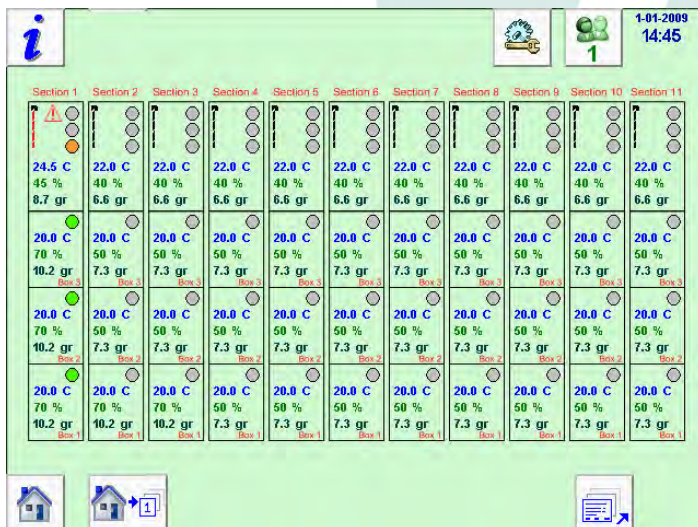 i
1
1-01-2009
14:45
Section 1 Section 2 Section 3 Section 4 Section 5 Section 6 Section 7 Section 8 Section 9 Section 10 Section 11
24.5 C 22.0 C 22.0 C 22.0 C 22.0 C 22.0 C 22.0 C 22.0 C 22.0 C 22.0 C 22.0 C
45 % 40 % 40 % 40 % 40 % 40 % 40 % 40 % 40 % 40 % 40 %
8.7 gr 6.6 gr 6.6 gr 6.6 gr 6.6 gr 6.6 gr 6.6 gr 6.6 gr 6.6 gr 6.6 gr 6.6 gr
20.0 C 20.0 C 20.0 C 20.0 C 20.0 C 20.0 C 20.0 C 20.0 C 20.0 C 20.0 C 20.0 C
70 % 50 % 50 % 50 % 50 % 50 % 50 % 50 % 50 % 50 % 50 %
10.2 gr 7.3 gr 7.3 gr 7.3 gr 7.3 gr 7.3 gr 7.3 gr 7.3 gr 7.3 gr 7.3 gr 7.3 gr
Box 3 Box 3 Box 3 Box 3 Box 3 Box 3 Box 3 Box 3 Box 3 Box 3 Box 3
20.0 C 20.0 C 20.0 C 20.0 C 20.0 C 20.0 C 20.0 C 20.0 C 20.0 C 20.0 C 20.0 C
70 % 50 % 50 % 50 % 50 % 50 % 50 % 50 % 50 % 50 % 50 %
10.2 gr 7.3 gr 7.3 gr 7.3 gr 7.3 gr 7.3 gr 7.3 gr 7.3 gr 7.3 gr 7.3 gr 7.3 gr
Box 2 Box 2 Box 2 Box 2 Box 2 Box 2 Box 2 Box 2 Box 2 Box 2 Box 2
20.0 C 20.0 C 20.0 C 20.0 C 20.0 C 20.0 C 20.0 C 20.0 C 20.0 C 20.0 C 20.0 C
70 % 70 % 70 % 50 % 50 % 50 % 50 % 50 % 50 % 50 % 50 %
10.2 gr 10.2 gr 10.2 gr 7.3 gr 7.3 gr 7.3 gr 7.3 gr 7.3 gr 7.3 gr 7.3 gr 7.3 gr
Box 1 Box 1 Box 1 Box 1 Box 1 Box 1 Box 1 Box 1 Box 1 Box 1 Box 1
1